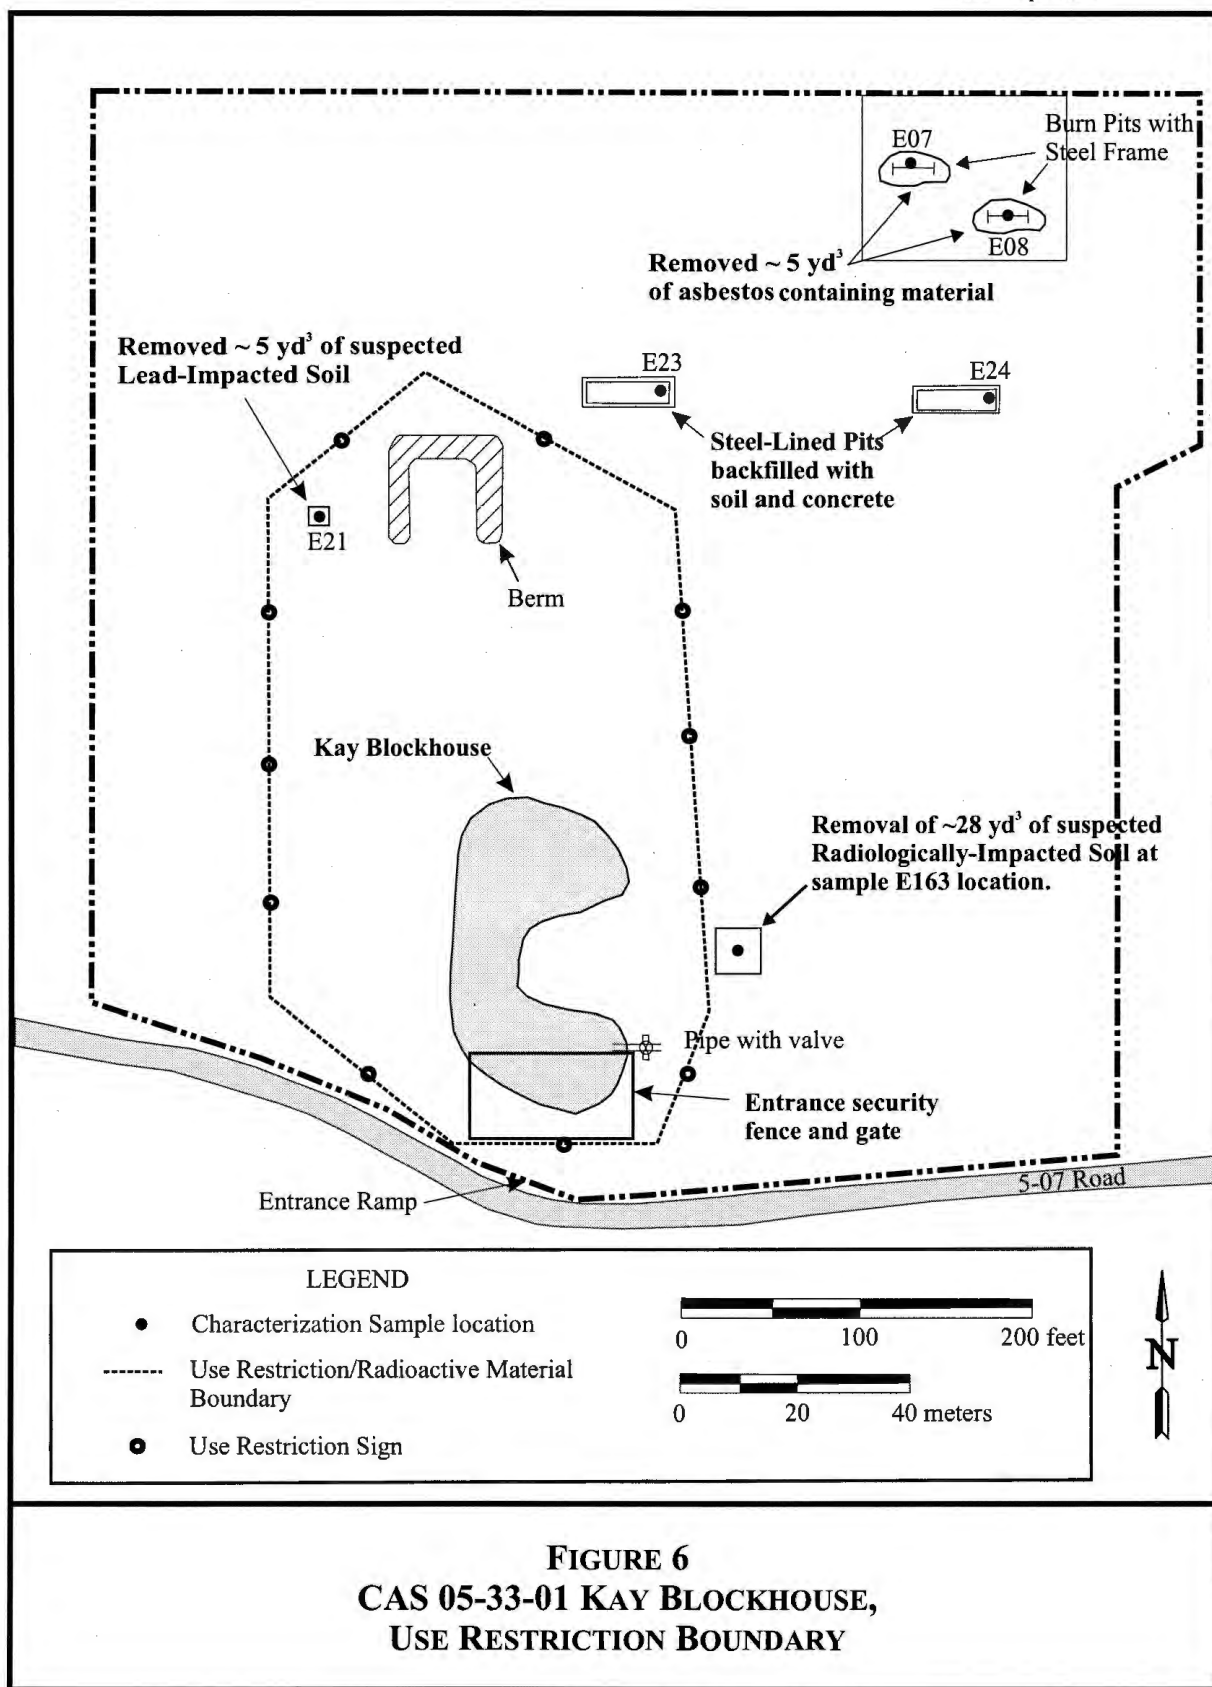 E07
Burn Pits with
Steel Frame
E08
Removed ~ 5 yd³
of asbestos containing material
Removed ~ 5 yd³ of suspected
Lead-Impacted Soil
E23
E24
Steel-Lined Pits
backfilled with
soil and concrete
E21
Berm
Kay Blockhouse
Removal of ~28 yd³ of suspected
Radiologically-Impacted Soil at
sample E163 location.
Pipe with valve
Entrance security
fence and gate
Entrance Ramp
5-07 Road
LEGEND
Characterization Sample location
Use Restriction/Radioactive Material
Boundary
Use Restriction Sign
0 100 200 feet
0 20 40 meters
N
FIGURE 6
CAS 05-33-01 KAY BLOCKHOUSE,
USE RESTRICTION BOUNDARY